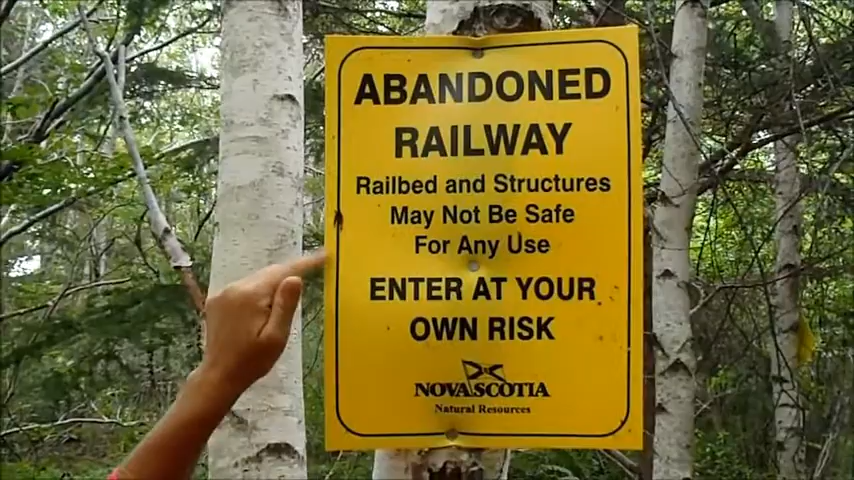 ABANDONED
RAILWAY
Railbed and Structures
May Not Be Safe
For Any Use
ENTER AT YOUR
OWN RISK
NOVA SCOTIA
NATURAL RESOURCES